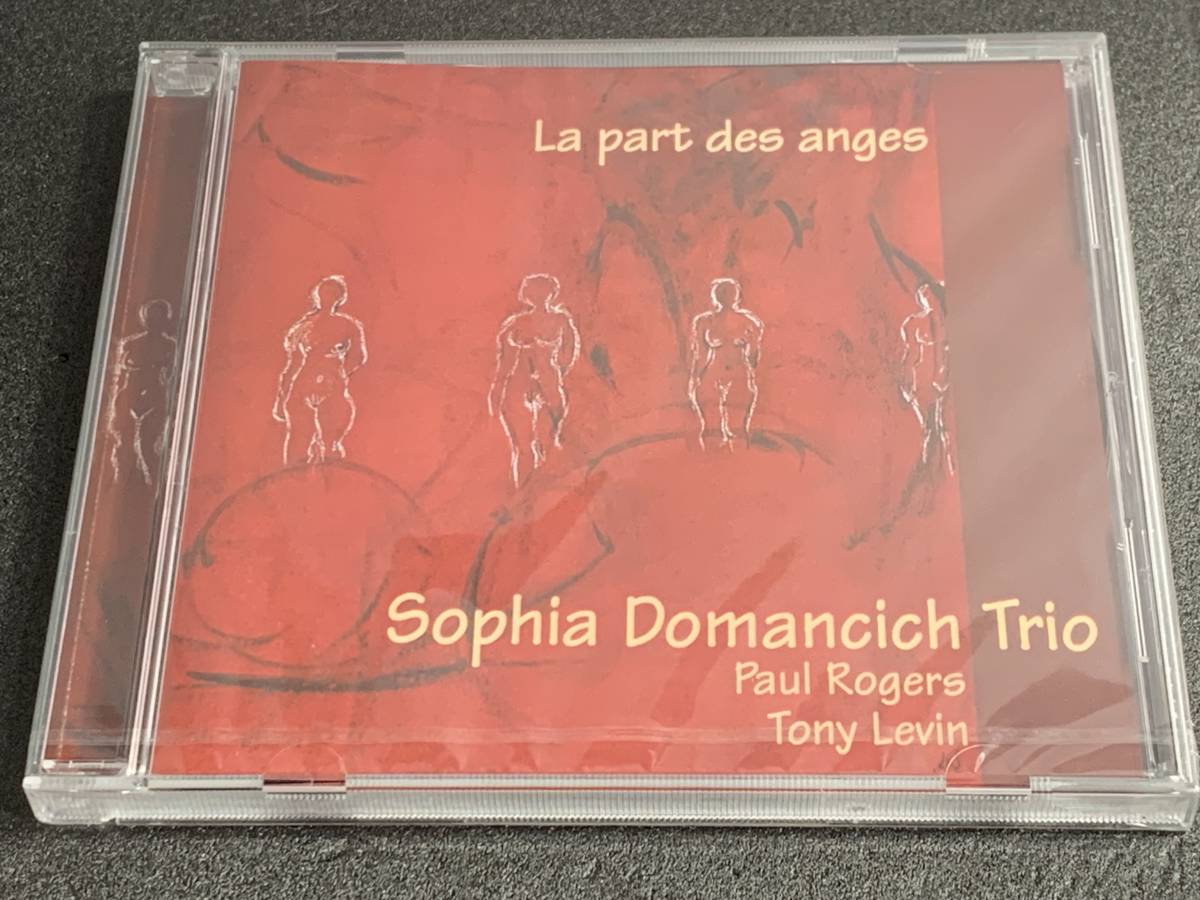 La part des anges
Sophia Domancich Trio
Paul Rogers
Tony Levin